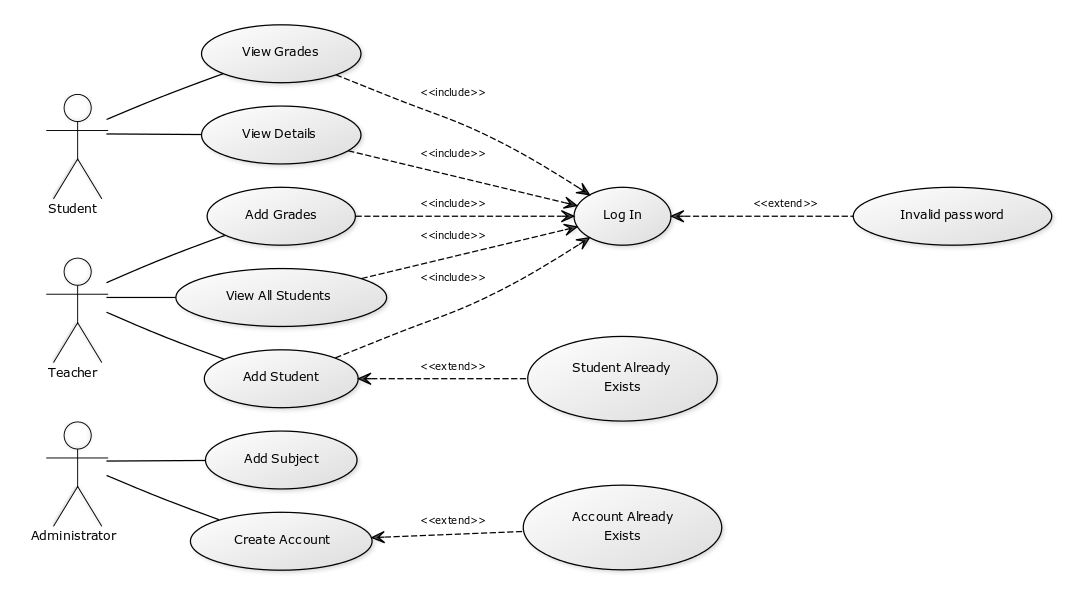 View Grades
<<include>>
View Details
<<include>>
Student
Add Grades
<<include>>
Log In
<<extend>>
Invalid password
<<include>>
View All Students
<<include>>
Teacher
Add Student
<<extend>>
Student Already
Exists
Add Subject
Administrator
Create Account
<<extend>>
Account Already
Exists